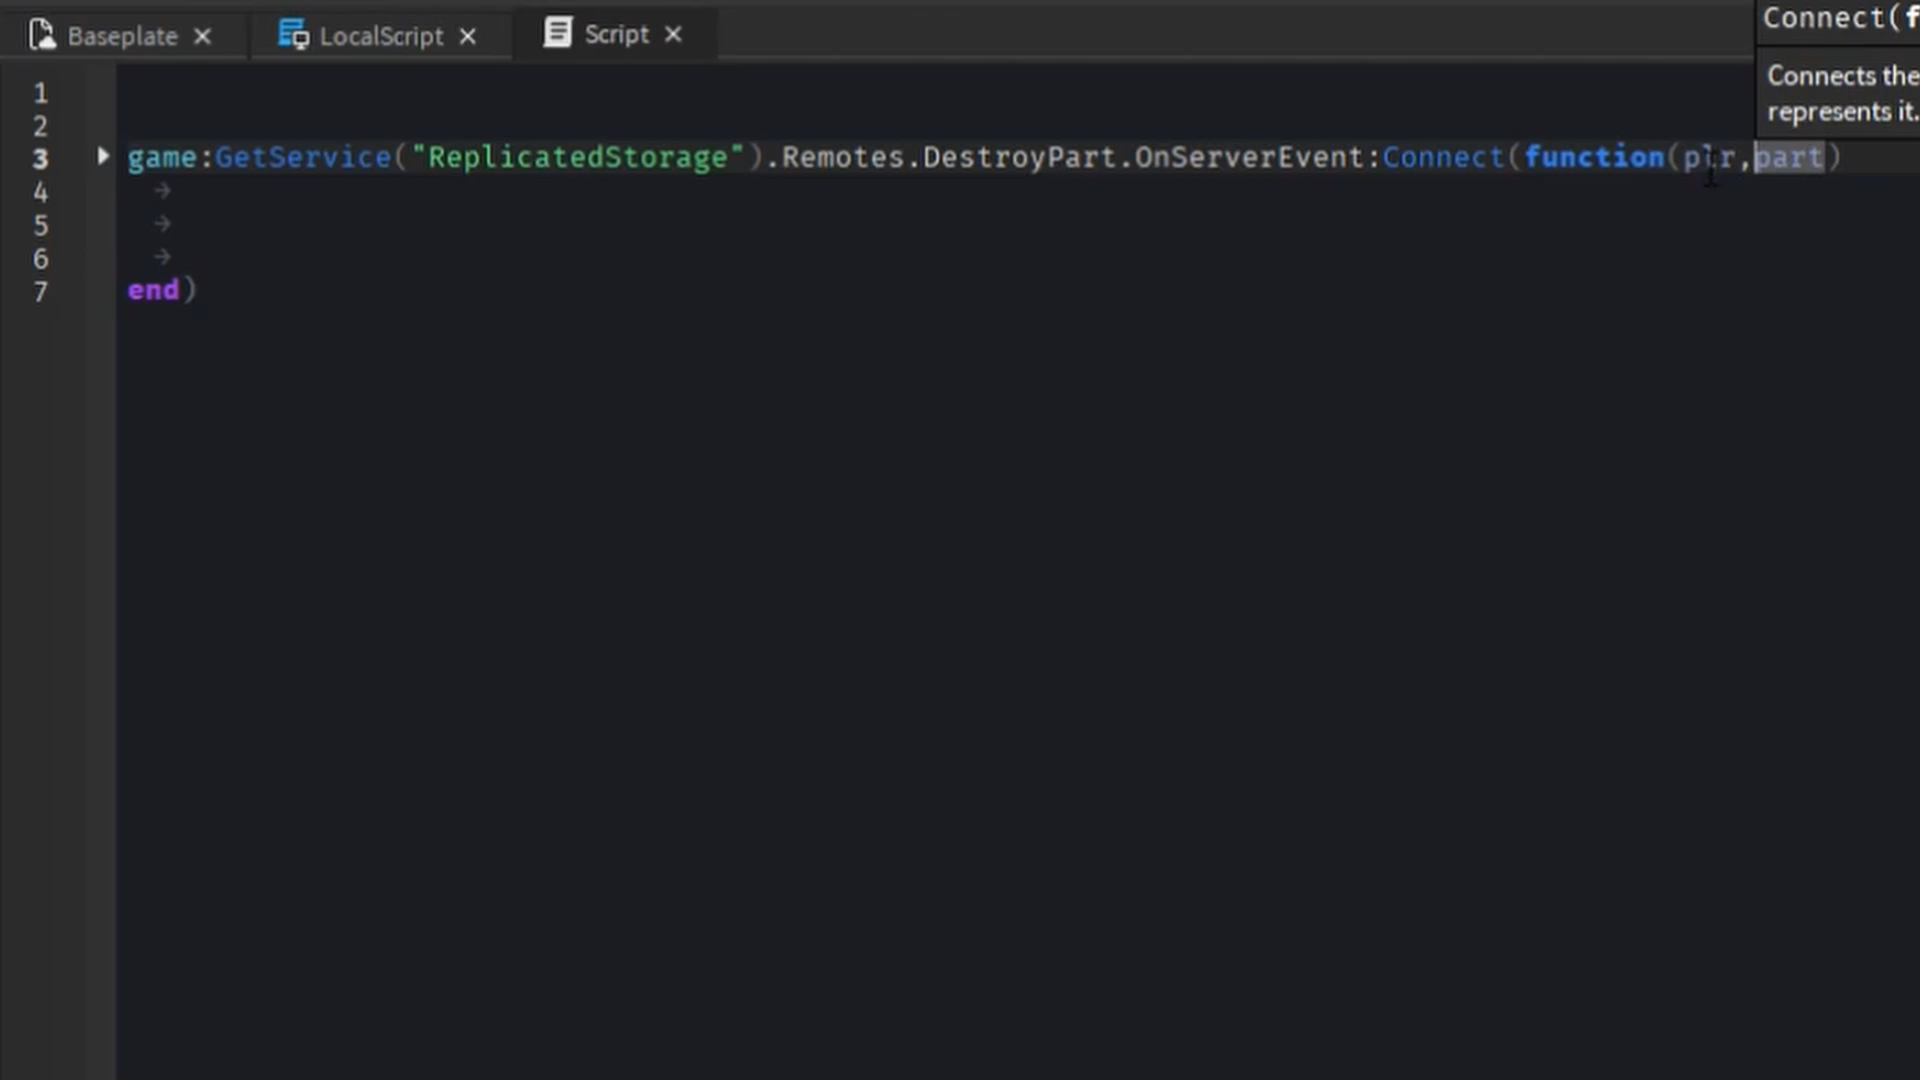 Baseplate
LocalScript
Script
Connect(f
Connects the
represents it.
1
2
3 game:GetService("ReplicatedStorage").Remotes.DestroyPart.OnServerEvent:Connect(function(plr,part)
4
5
6
7 end)